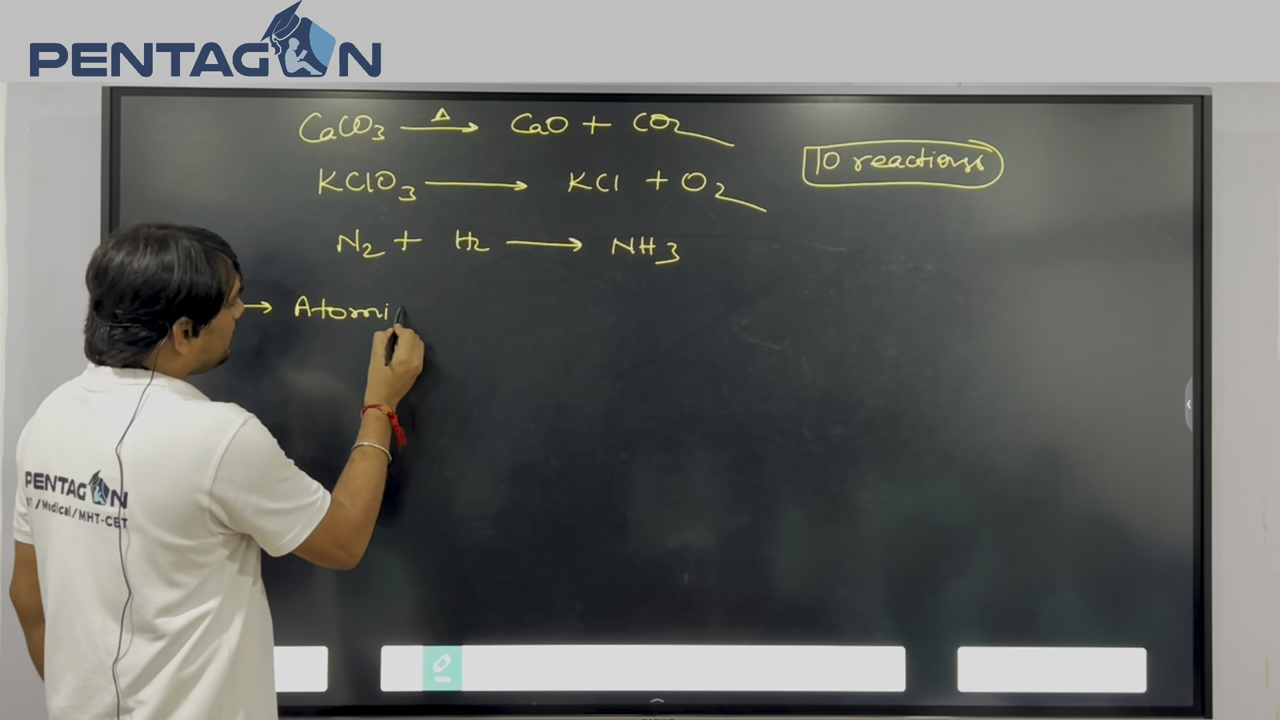 PENTAGON
CaCO3 —Δ→ CaO + CO2
10 reactions
KClO3 → KCl + O2
N2 + H2 → NH3
→ Atomi
PENTAGON
/Medical/MHT-CET